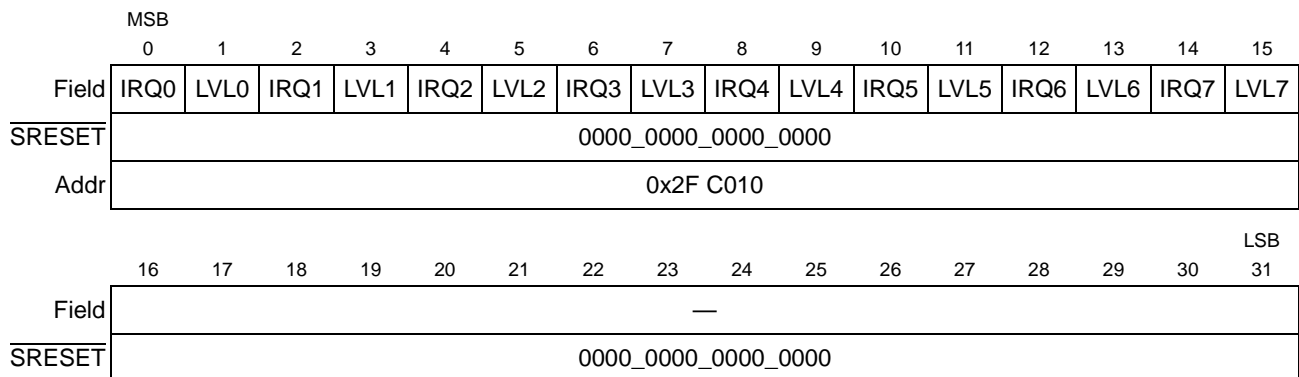 MSB
0 1 2 3 4 5 6 7 8 9 10 11 12 13 14 15
Field IRQ0 LVL0 IRQ1 LVL1 IRQ2 LVL2 IRQ3 LVL3 IRQ4 LVL4 IRQ5 LVL5 IRQ6 LVL6 IRQ7 LVL7
SRESET 0000_0000_0000_0000
Addr 0x2F C010
LSB
16 17 18 19 20 21 22 23 24 25 26 27 28 29 30 31
Field —
SRESET 0000_0000_0000_0000